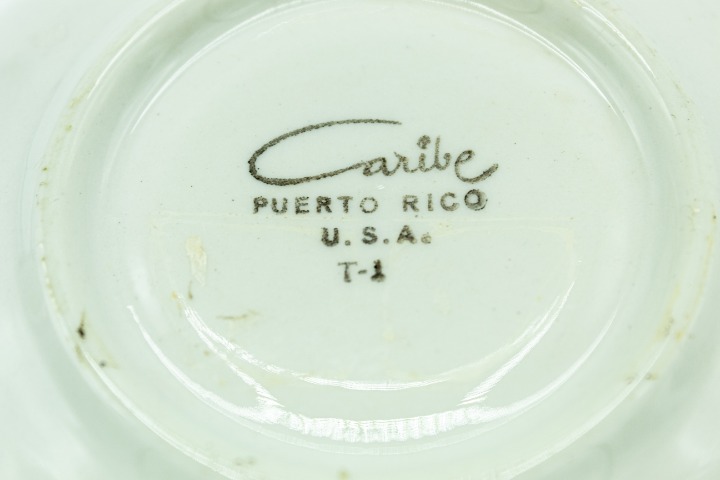 Caribe
PUERTO RICO
U.S.A.
T-1